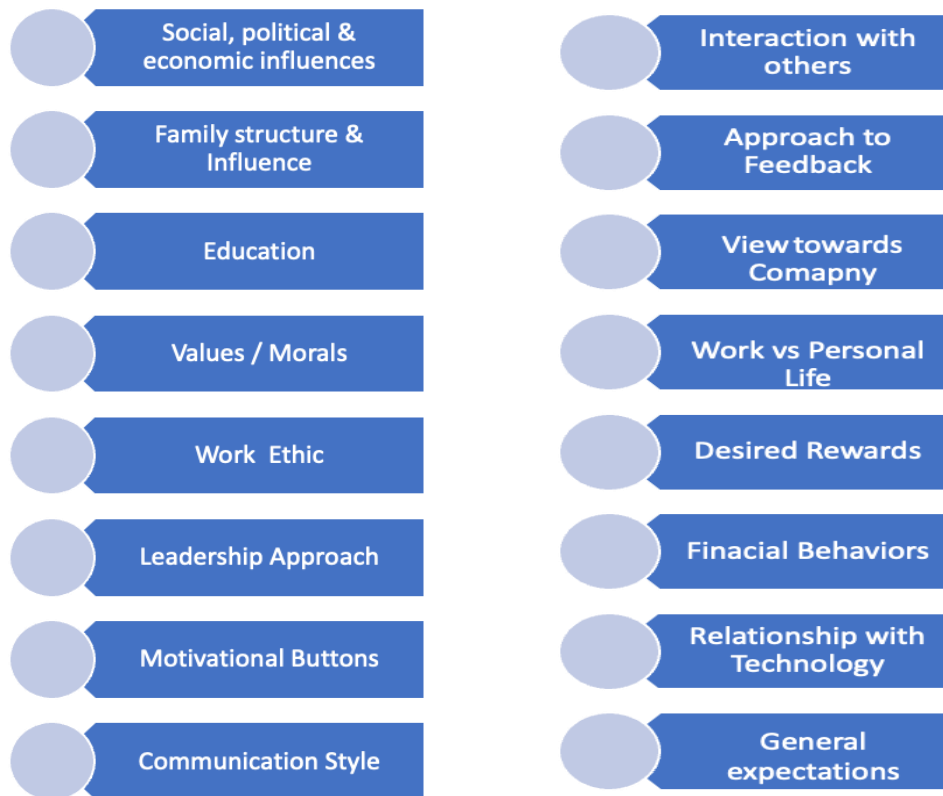 Social, political &
economic influences
Family structure &
Influence
Education
Values / Morals
Work Ethic
Leadership Approach
Motivational Buttons
Communication Style
Interaction with
others
Approach to
Feedback
View towards
Comapny
Work vs Personal
Life
Desired Rewards
Finacial Behaviors
Relationship with
Technology
General
expectations